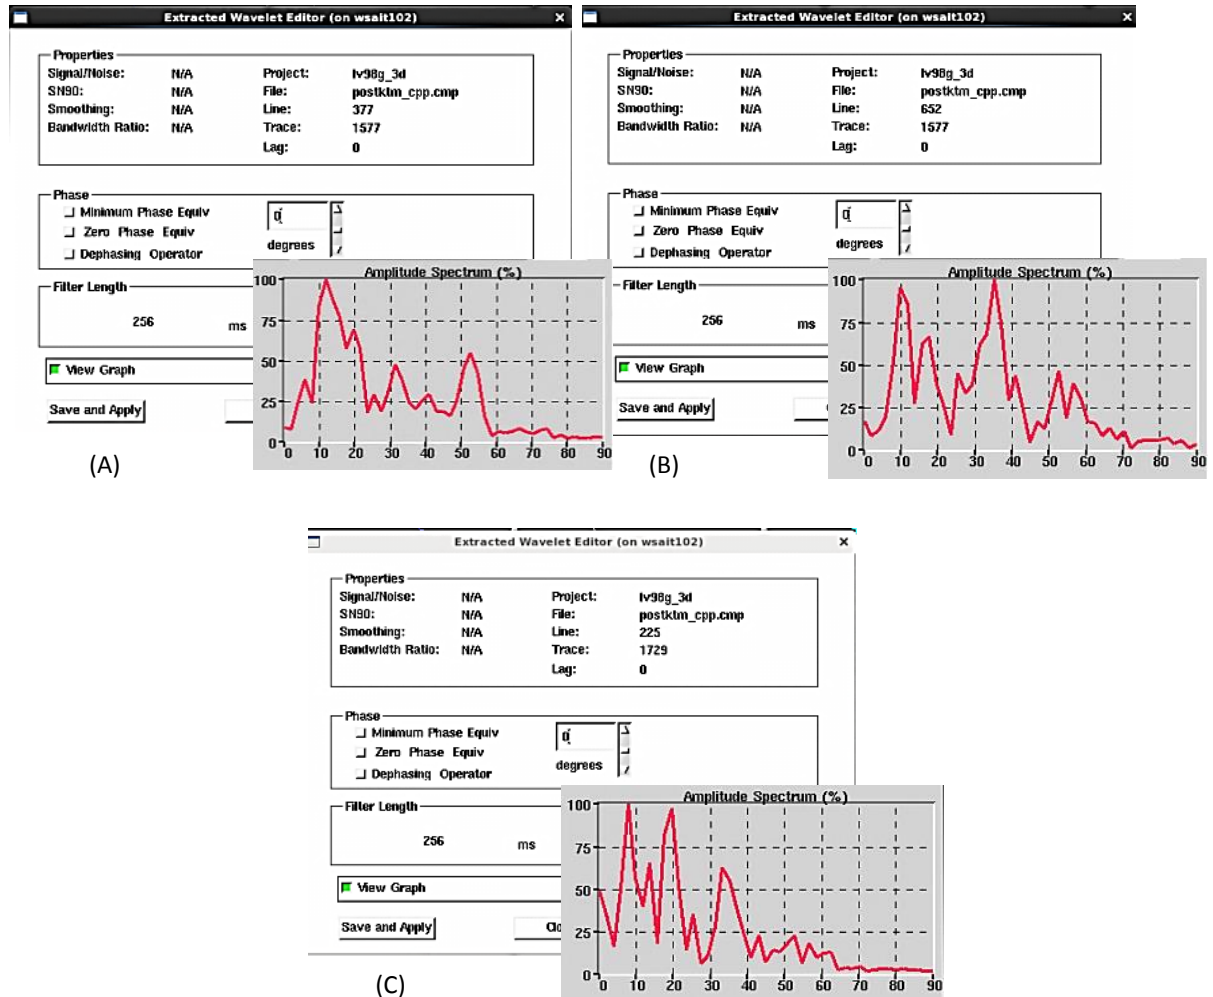 Extracted Wavelet Editor (on wsait102)
Properties
Signal/Noise: N/A Project: lv98g_3d
SN90: N/A File: postktm_cpp.cmp
Smoothing: N/A Line: 377
Bandwidth Ratio: N/A Trace: 1577
Lag: 0
Phase
Minimum Phase Equiv 0
Zero Phase Equiv
Dephasing Operator degrees
Filter Length
256 ms
View Graph
Save and Apply
Amplitude Spectrum (%)
100
75
50
25
0
0 10 20 30 40 50 60 70 80 90
(A)
Extracted Wavelet Editor (on wsait102)
Properties
Signal/Noise: N/A Project: lv98g_3d
SN90: N/A File: postktm_cpp.cmp
Smoothing: N/A Line: 652
Bandwidth Ratio: N/A Trace: 1577
Lag: 0
Phase
Minimum Phase Equiv 0
Zero Phase Equiv
Dephasing Operator degrees
Filter Length
256 ms
View Graph
Save and Apply
Amplitude Spectrum (%)
100
75
50
25
0
0 10 20 30 40 50 60 70 80 90
(B)
Extracted Wavelet Editor (on wsait102)
Properties
Signal/Noise: N/A Project: lv98g_3d
SN90: N/A File: postktm_cpp.cmp
Smoothing: N/A Line: 225
Bandwidth Ratio: N/A Trace: 1729
Lag: 0
Phase
Minimum Phase Equiv 0
Zero Phase Equiv
Dephasing Operator degrees
Filter Length
256 ms
View Graph
Save and Apply Clo
Amplitude Spectrum (%)
100
75
50
25
0
0 10 20 30 40 50 60 70 80 90
(C)